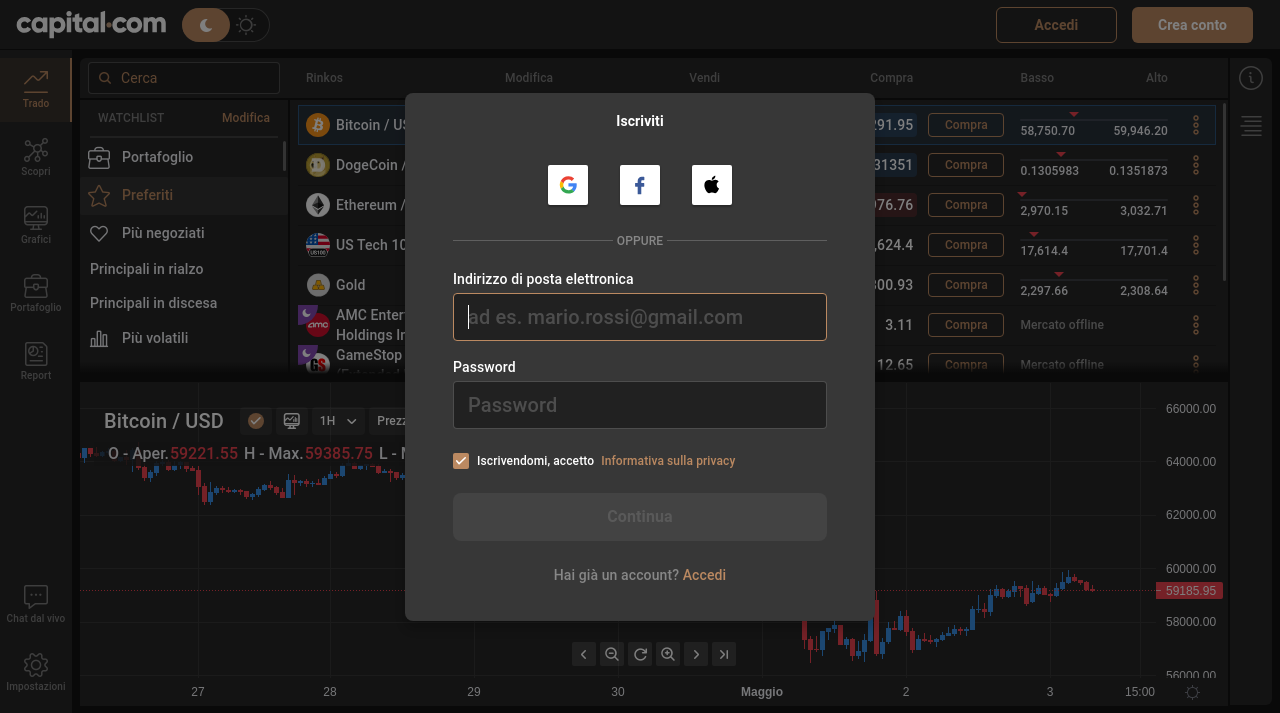 capital.com
Accedi
Crea conto
Trado
Scopri
Grafici
Portafoglio
Report
Chat dal vivo
Impostazioni
Cerca
WATCHLIST Modifica
Portafoglio
Preferiti
Più negoziati
Principali in rialzo
Principali in discesa
Più volatili
Rinkos Modifica Vendi Compra Basso Alto
Bitcoin / US 291.95 Compra 58,750.70 59,946.20
DogeCoin / 31351 Compra 0.1305983 0.1351873
Ethereum / 976.76 Compra 2,970.15 3,032.71
US Tech 10 ,624.4 Compra 17,614.4 17,701.4
Gold 300.93 Compra 2,297.66 2,308.64
AMC Enter
Holdings In 3.11 Mercato offline
GameStop 12.65 Mercato offline
Iscriviti
OPPURE
Indirizzo di posta elettronica
ad es. mario.rossi@gmail.com
Password
Password
Iscrivendomi, accetto Informativa sulla privacy
Continua
Hai già un account? Accedi
Bitcoin / USD 1H Prezz
O - Aper. 59221.55 H - Max. 59385.75 L - M
66000.00
64000.00
62000.00
60000.00
59185.95
58000.00
56000.00
27 28 29 30 Maggio 2 3 15:00